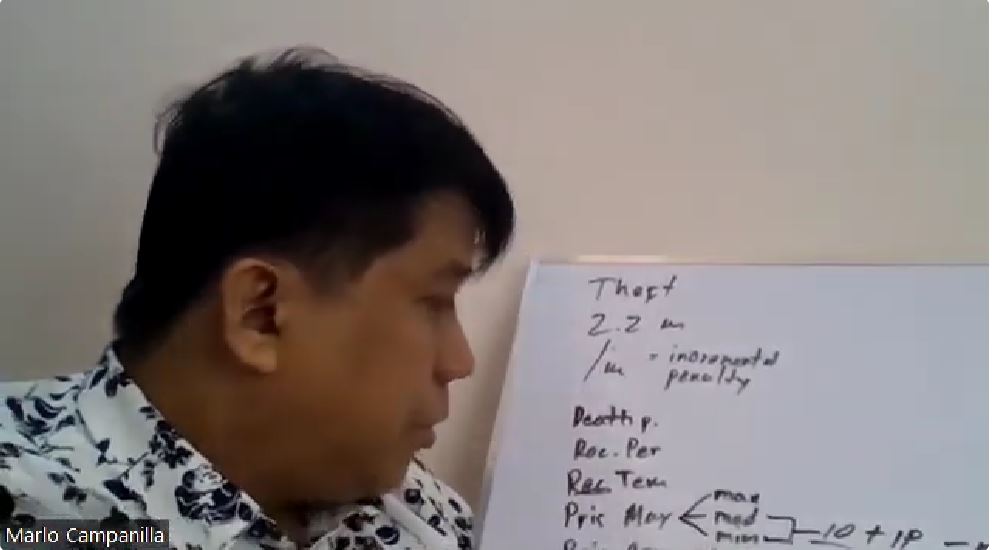 Theft
2.2 m
/m = incremental
penalty
Death p.
Rec. Per
Rec Tem
Pris May
max
med
min
10 + 1P –
Marlo Campanilla